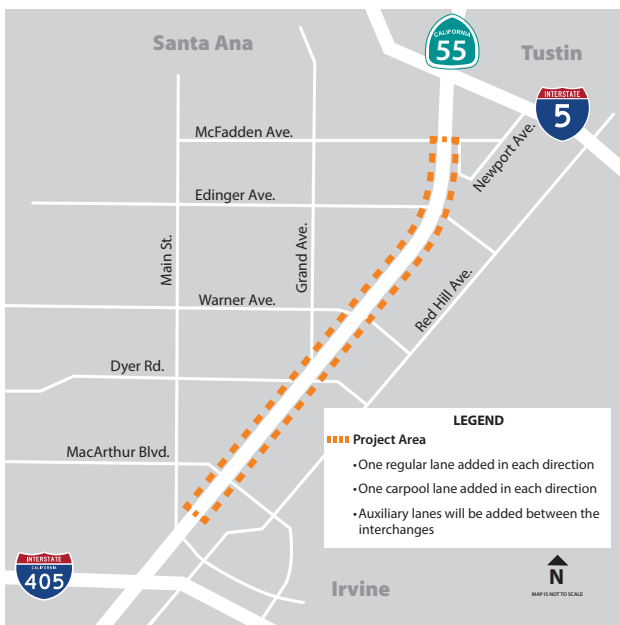 Santa Ana
CALIFORNIA
55
Tustin
INTERSTATE
5
McFadden Ave.
Newport Ave.
Edinger Ave.
Main St.
Grand Ave.
Warner Ave.
Red Hill Ave.
Dyer Rd.
MacArthur Blvd.
LEGEND
Project Area
•One regular lane added in each direction
•One carpool lane added in each direction
•Auxiliary lanes will be added between the
interchanges
INTERSTATE
CALIFORNIA
405
Irvine
N
MAP IS NOT TO SCALE